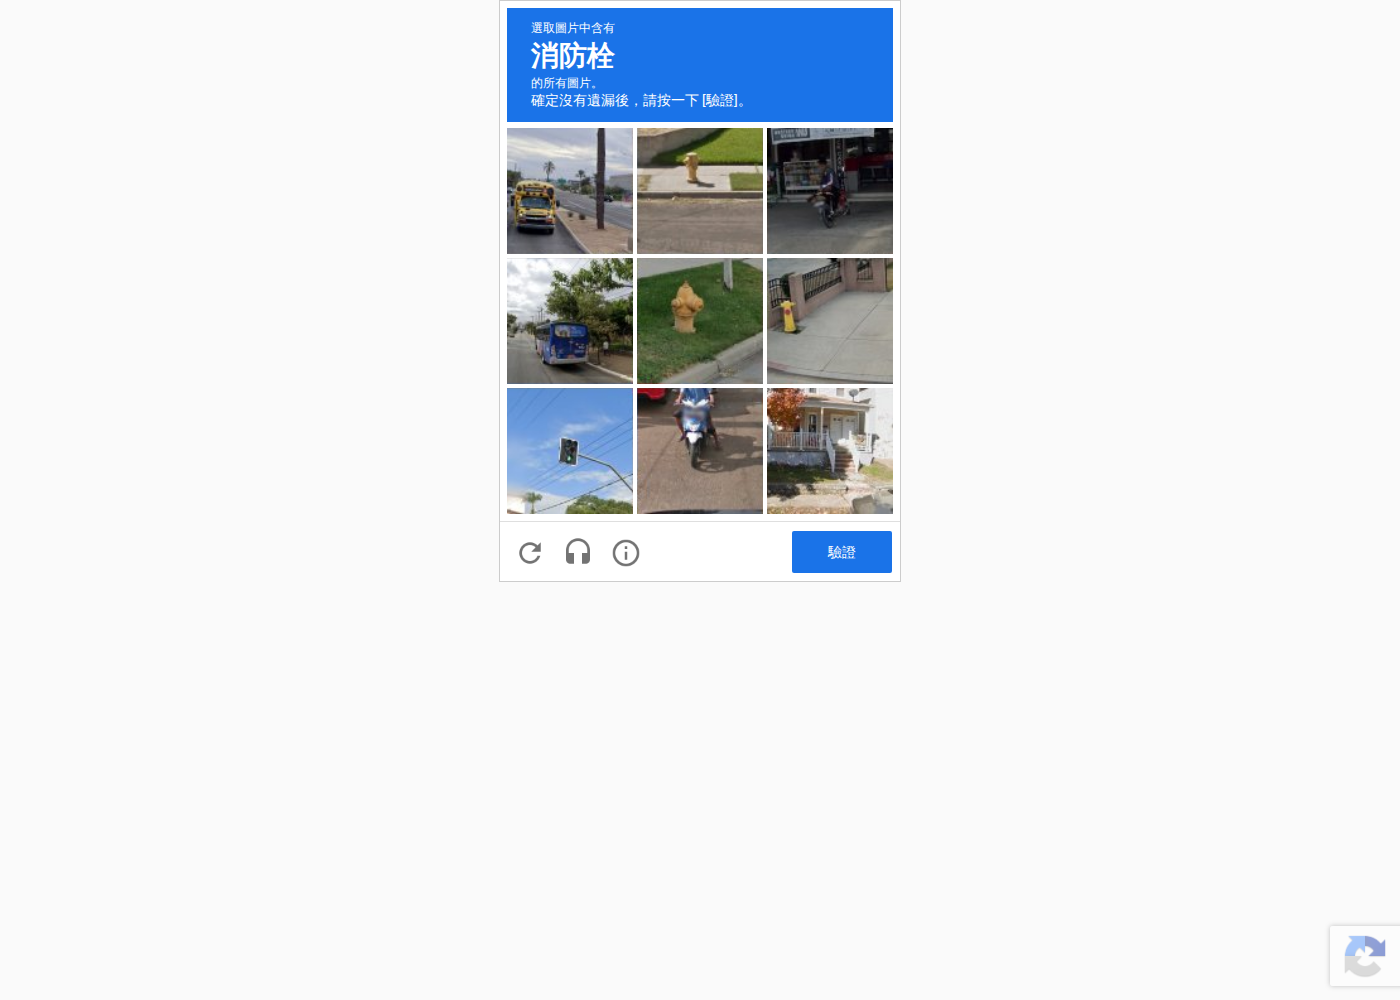 選取圖片中含有
消防栓
的所有圖片。
確定沒有遺漏後，請按一下 [驗證]。
驗證